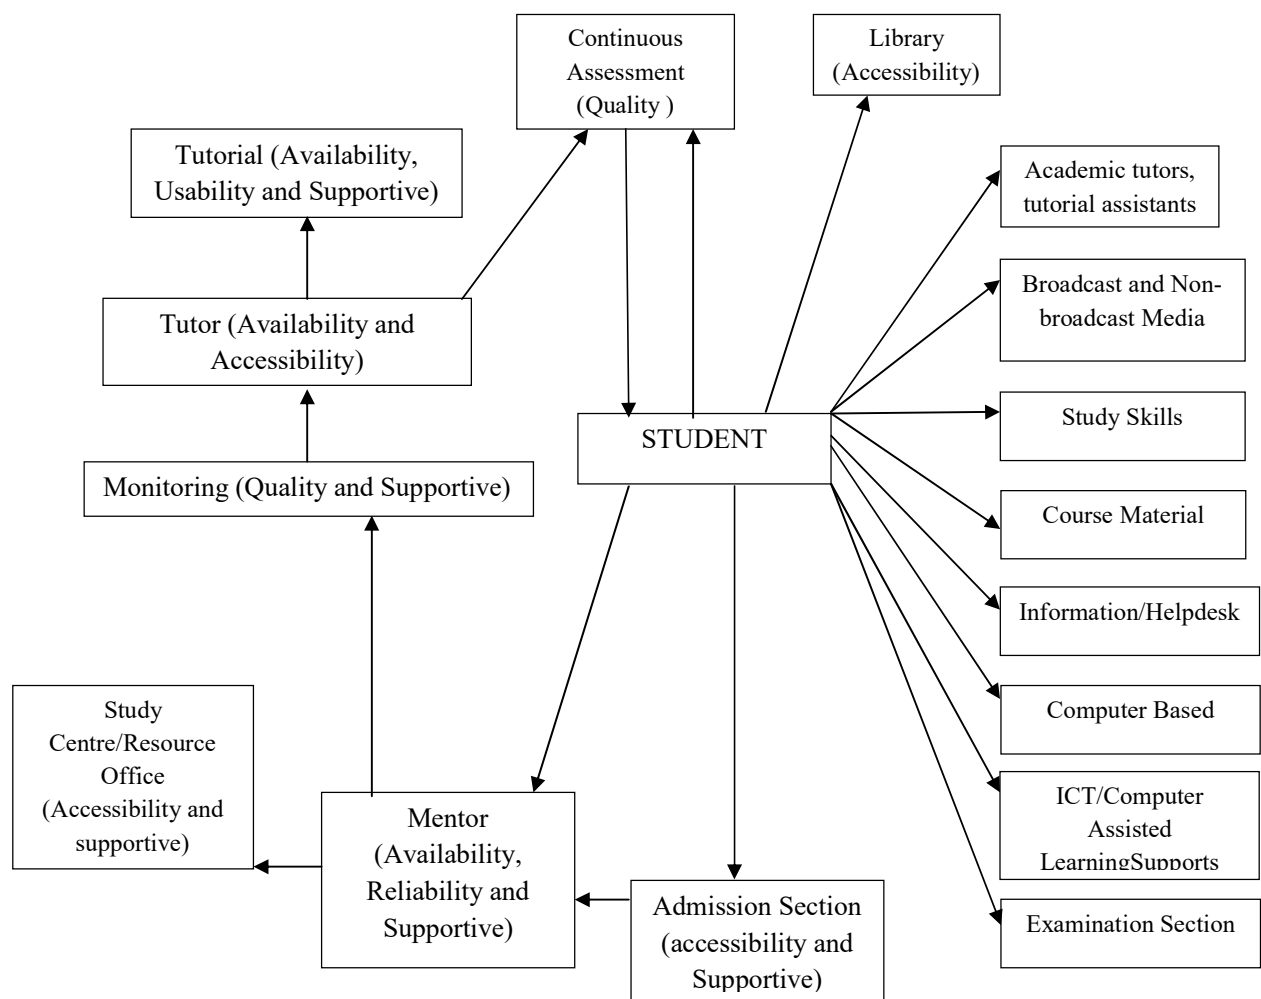 Continuous
Assessment
(Quality )
Library
(Accessibility)
Tutorial (Availability,
Usability and Supportive)
Academic tutors,
tutorial assistants
Broadcast and Non-
broadcast Media
Tutor (Availability and
Accessibility)
Study Skills
STUDENT
Monitoring (Quality and Supportive)
Course Material
Information/Helpdesk
Study
Centre/Resource
Office
(Accessibility and
supportive)
Computer Based
Mentor
(Availability,
Reliability and
Supportive)
ICT/Computer
Assisted
LearningSupports
Admission Section
(accessibility and
Supportive)
Examination Section